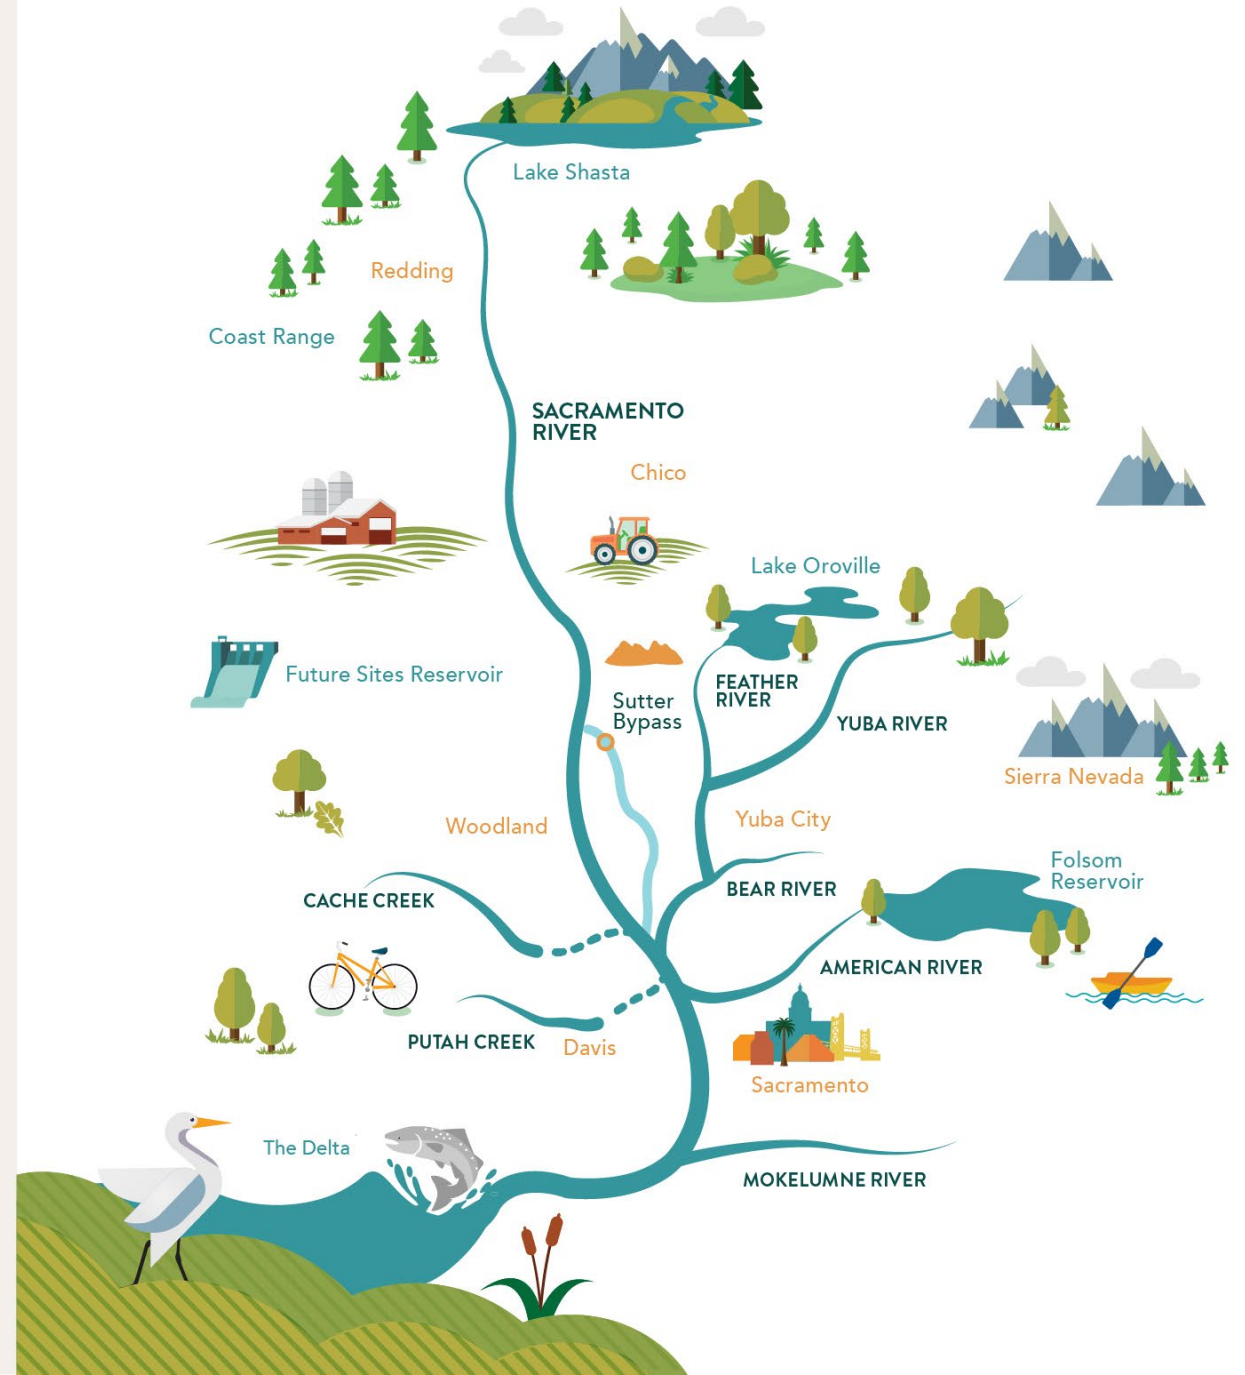 Lake Shasta
Redding
Coast Range
SACRAMENTO
RIVER
Chico
Lake Oroville
Future Sites Reservoir
FEATHER
RIVER
Sutter
Bypass
YUBA RIVER
Sierra Nevada
Woodland
Yuba City
Folsom
Reservoir
BEAR RIVER
CACHE CREEK
AMERICAN RIVER
PUTAH CREEK
Davis
Sacramento
The Delta
MOKELUMNE RIVER